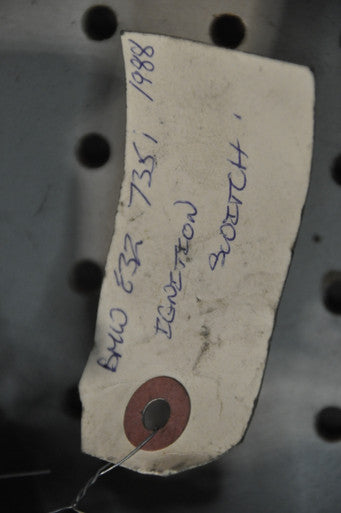 BMW E32 735i 1988
IGNITION
SWITCH.